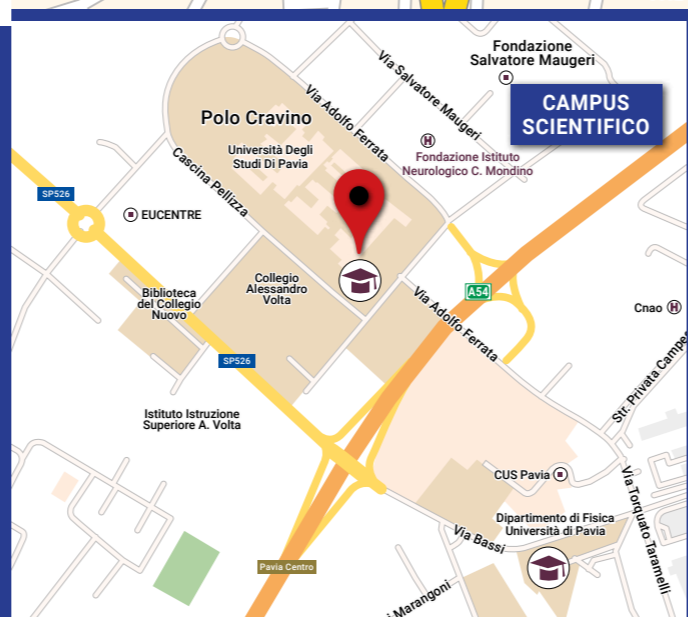 Fondazione
Salvatore Maugeri
Via Salvatore Maugeri
CAMPUS
SCIENTIFICO
Polo Cravino
Via Adolfo Ferrata
H
Fondazione Istituto
Neurologico C. Mondino
Università Degli
Studi Di Pavia
Cascina Pellizza
SP526
EUCENTRE
Collegio
Alessandro
Volta
A54
Biblioteca
del Collegio
Nuovo
Via Adolfo Ferrata
Cnao H
SP526
Str. Privata Campe
Istituto Istruzione
Superiore A. Volta
CUS Pavia
Via Torquato Taramelli
Dipartimento di Fisica
Università di Pavia
Via Bassi
Pavia Centro
i Marangoni